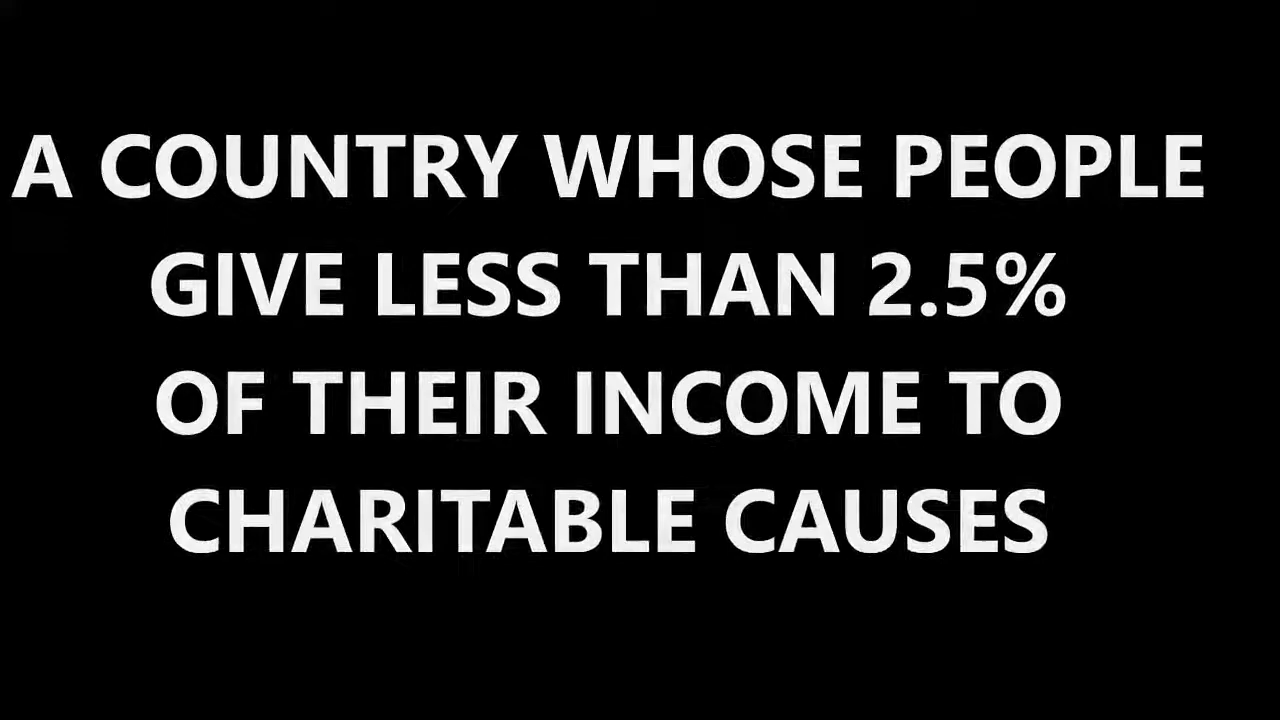 A COUNTRY WHOSE PEOPLE
GIVE LESS THAN 2.5%
OF THEIR INCOME TO
CHARITABLE CAUSES